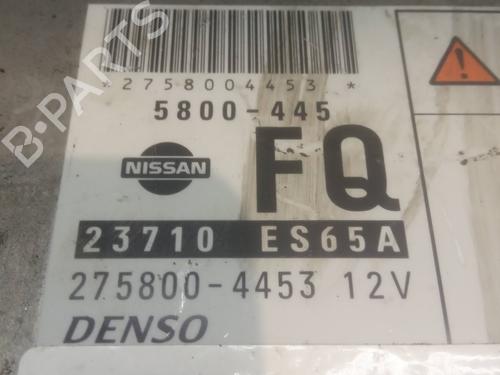 B-PARTS
*2758004453*
5800-445
NISSAN
FQ
23710 ES65A
275800-4453 12V
DENSO